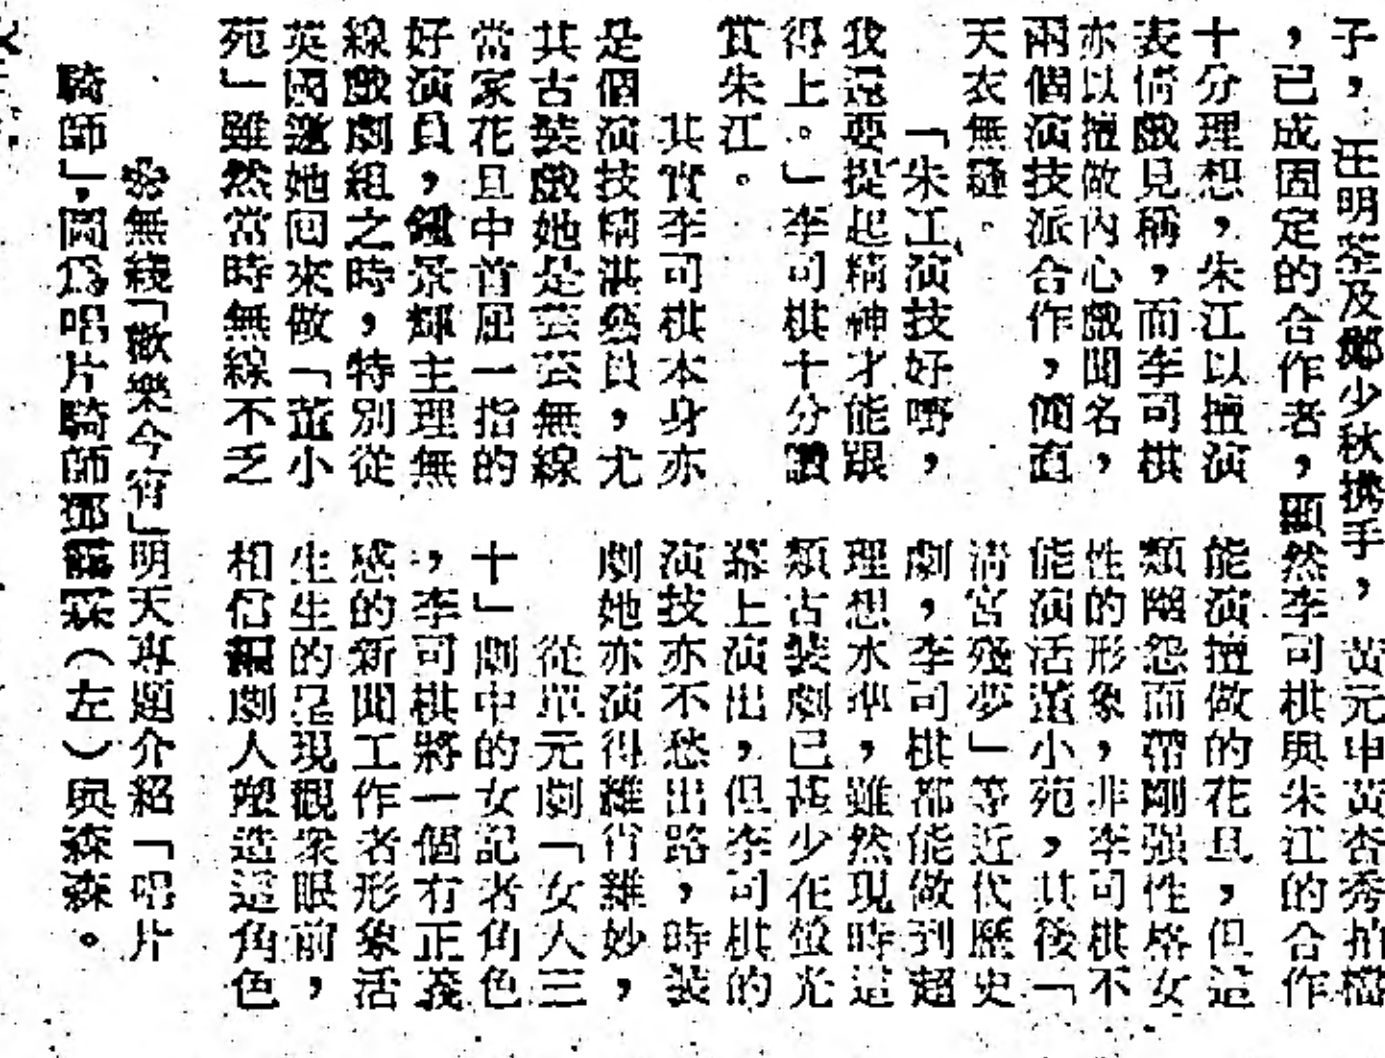 子，汪明荃及鄭少秋携手，黃元申黃杏秀拍檔
，已成固定的合作者，顯然李司棋與朱江的合作
十分理想，朱江以擅演
表情戲見稱，而李司棋
亦以擅做內心戲聞名，
兩個演技派合作，簡直
天衣無縫。
「朱江演技好嘢，
我還要提起精神才能跟
得上。」李司棋十分讚
賞朱江。
其實李司棋本身亦
是個演技精湛藝員，尤
其古裝戲她是芸芸無線
當家花旦中首屈一指的
好演員，鍾景輝主理無
線戲劇組之時，特別從
英國邀她囘來做「董小
苑」雖然當時無線不乏
能演擅做的花旦，但這
類幽怨而帶剛强性格女
性的形象，非李司棋不
能演活董小苑，其後「
淸宮殘夢」等近代歷史
劇，李司棋都能做到超
理想水準，雖然現時這
類古裝劇已甚少在螢光
幕上演出，但李司棋的
演技亦不愁出路，時裝
劇她亦演得維肖維妙，
從單元劇「女人三
十」劇中的女記者角色
，李司棋將一個有正義
感的新聞工作者形象活
生生的呈現觀衆眼前，
相信編劇人塑造這角色
※無綫「歡樂今宵」明天專題介紹「唱片
騎師」，圖爲唱片騎師鄧靄霖（左）與森森。